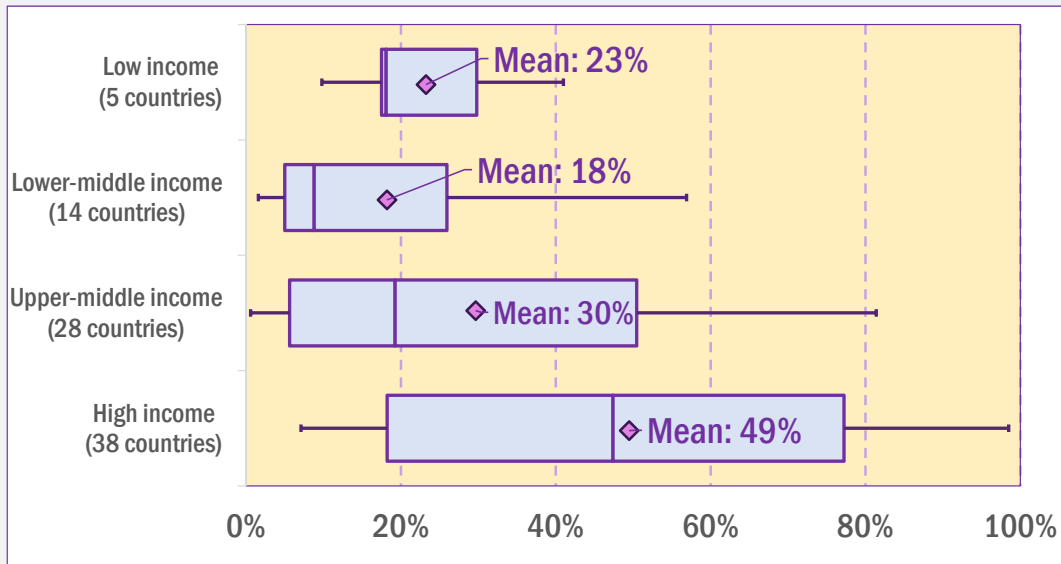 Low income
(5 countries)
Mean: 23%
Lower-middle income
(14 countries)
Mean: 18%
Upper-middle income
(28 countries)
Mean: 30%
High income
(38 countries)
Mean: 49%
0% 20% 40% 60% 80% 100%